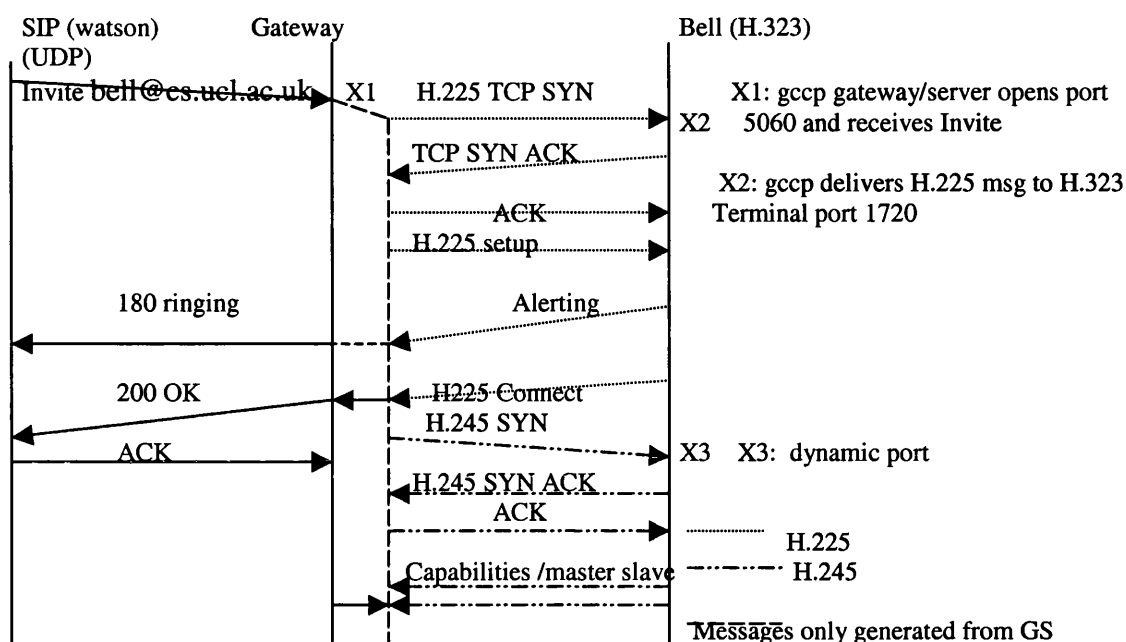 SIP (watson) Gateway Bell (H.323)
(UDP)
Invite bell@cs.ucl.ac.uk X1 H.225 TCP SYN X1: gccp gateway/server opens port
X2 5060 and receives Invite
TCP SYN ACK
X2: gccp delivers H.225 msg to H.323
ACK Terminal port 1720
H.225 setup
180 ringing Alerting
200 OK H225 Connect
H.245 SYN
ACK X3 X3: dynamic port
H.245 SYN ACK
ACK
H.225
Capabilities /master slave H.245
Messages only generated from GS